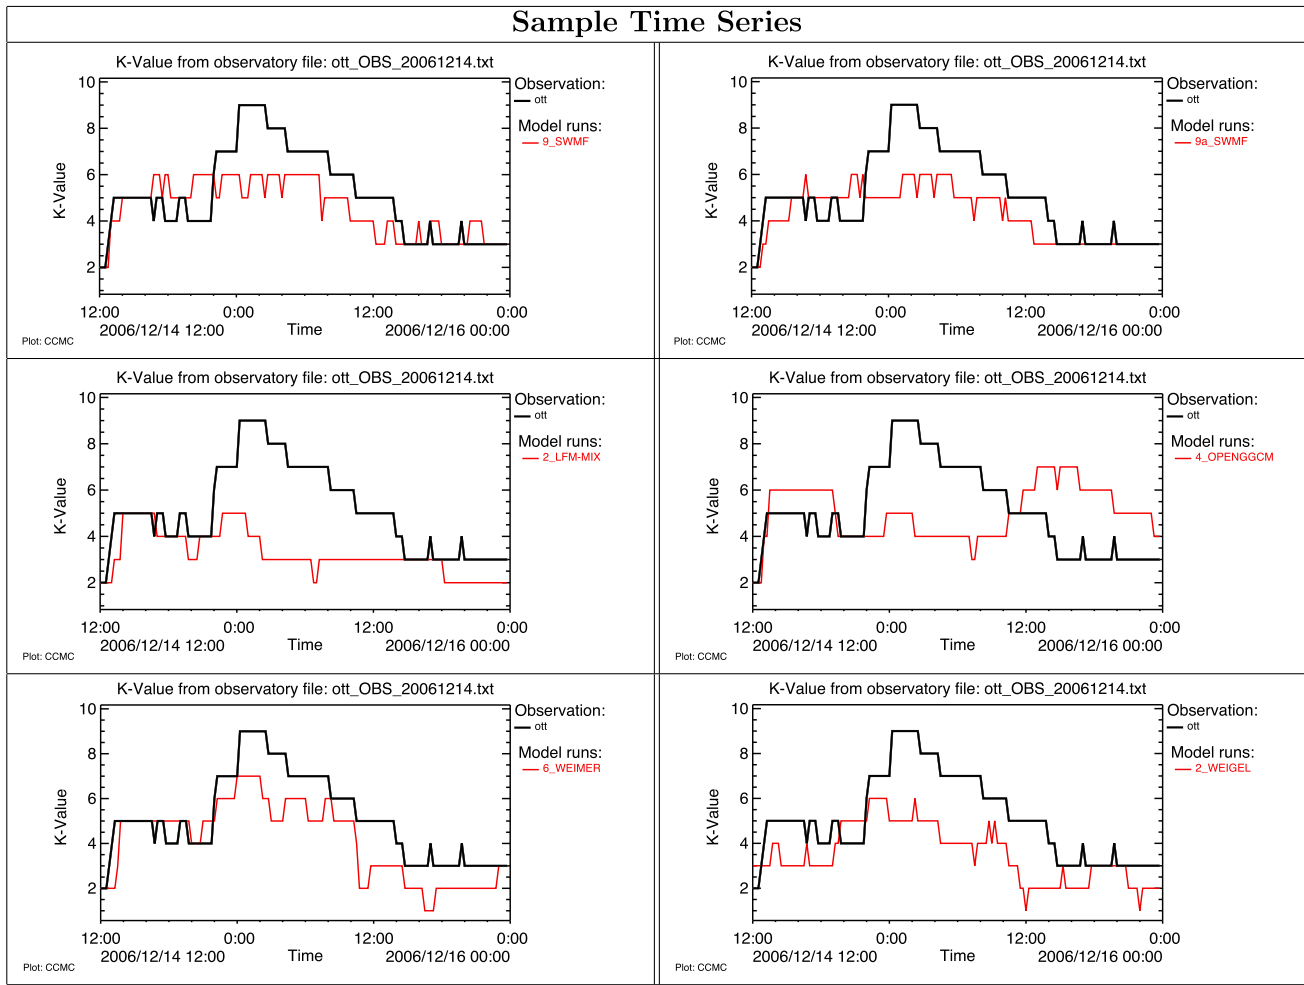 Sample Time Series
K-Value from observatory file: ott_OBS_20061214.txt
10
8
6
4
2
K-Value
12:00 0:00 12:00 0:00
2006/12/14 12:00 Time 2006/12/16 00:00
Plot: CCMC
Observation:
ott
Model runs:
9_SWMF
K-Value from observatory file: ott_OBS_20061214.txt
10
8
6
4
2
K-Value
12:00 0:00 12:00 0:00
2006/12/14 12:00 Time 2006/12/16 00:00
Plot: CCMC
Observation:
ott
Model runs:
9a_SWMF
K-Value from observatory file: ott_OBS_20061214.txt
10
8
6
4
2
K-Value
12:00 0:00 12:00 0:00
2006/12/14 12:00 Time 2006/12/16 00:00
Plot: CCMC
Observation:
ott
Model runs:
2_LFM-MIX
K-Value from observatory file: ott_OBS_20061214.txt
10
8
6
4
2
K-Value
12:00 0:00 12:00 0:00
2006/12/14 12:00 Time 2006/12/16 00:00
Plot: CCMC
Observation:
ott
Model runs:
4_OPENGGCM
K-Value from observatory file: ott_OBS_20061214.txt
10
8
6
4
2
K-Value
12:00 0:00 12:00 0:00
2006/12/14 12:00 Time 2006/12/16 00:00
Plot: CCMC
Observation:
ott
Model runs:
6_WEIMER
K-Value from observatory file: ott_OBS_20061214.txt
10
8
6
4
2
K-Value
12:00 0:00 12:00 0:00
2006/12/14 12:00 Time 2006/12/16 00:00
Plot: CCMC
Observation:
ott
Model runs:
2_WEIGEL